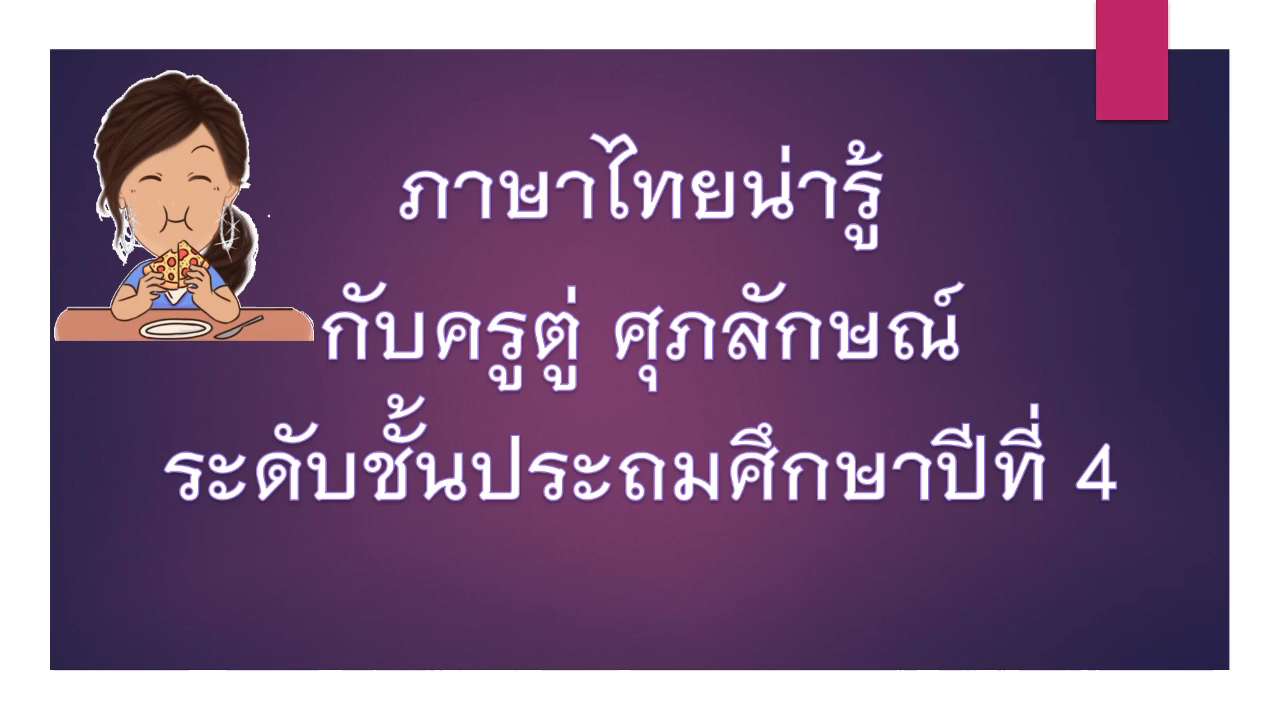 ภาษาไทยน่ารู้
กับครูตู่ ศุภลักษณ์
ระดับชั้นประถมศึกษาปีที่ 4